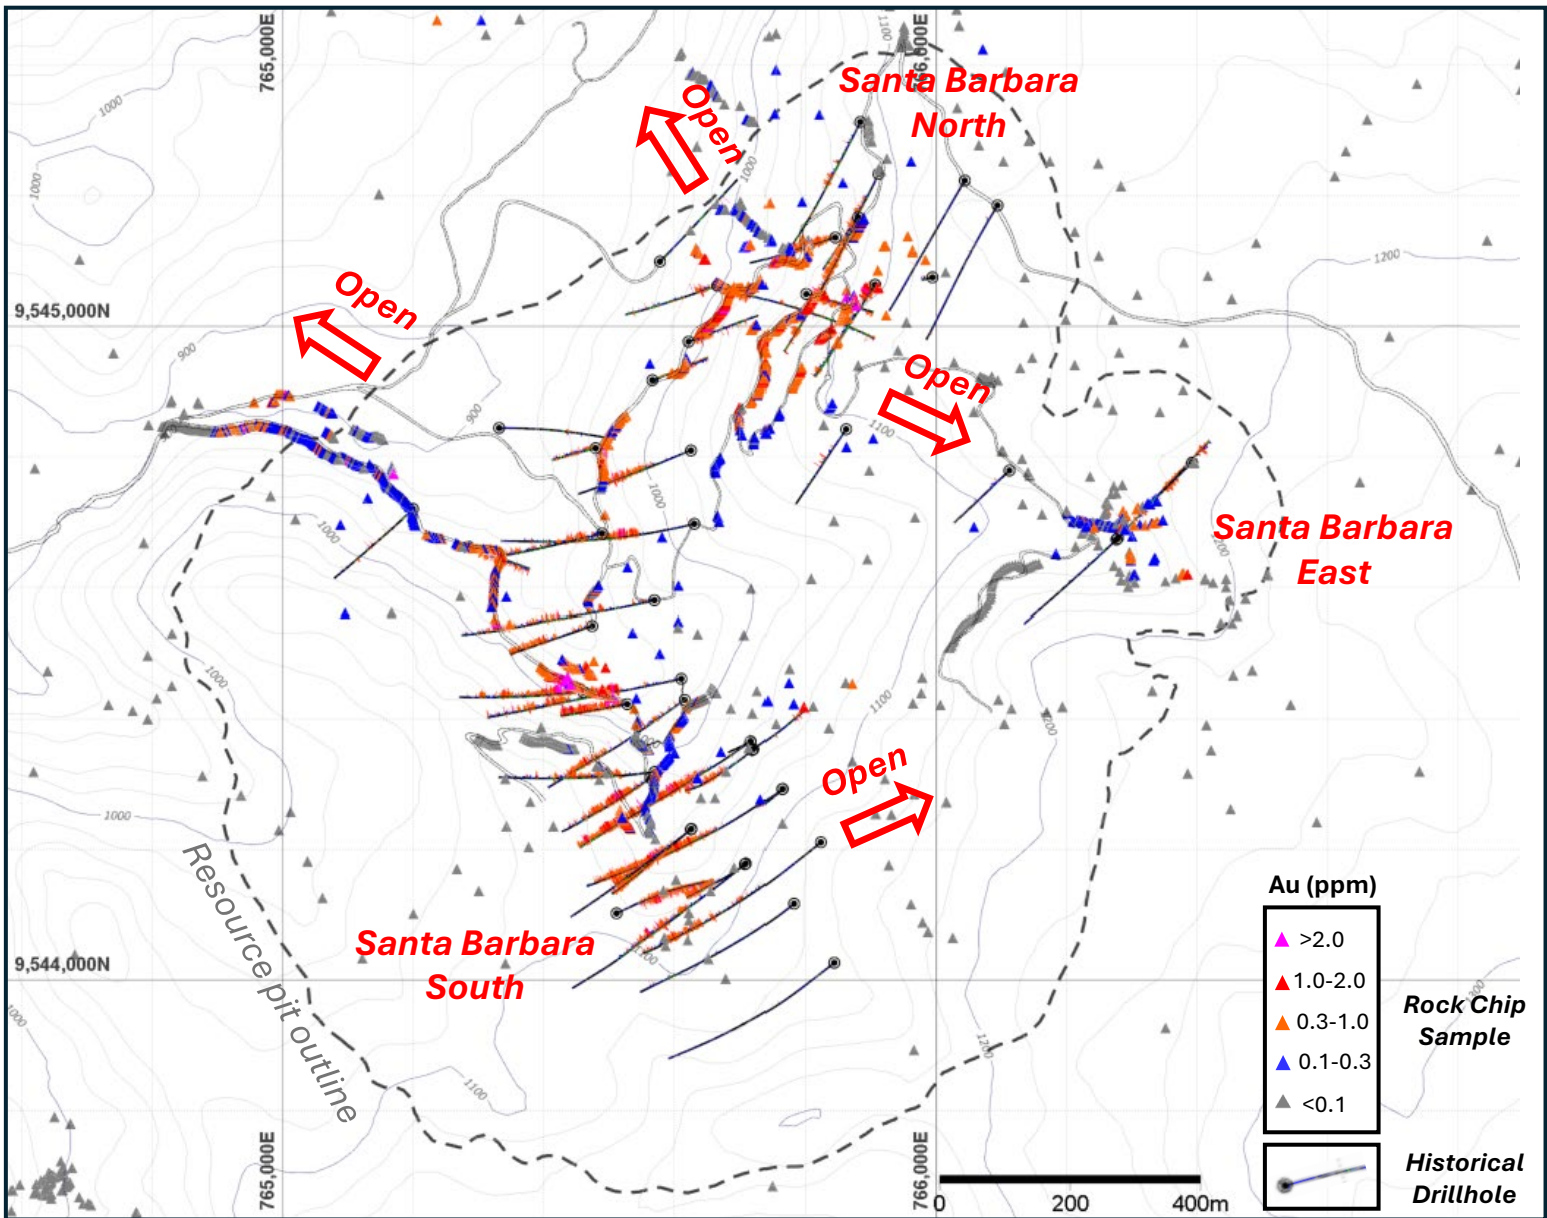 765,000E
766,000E
1100
Santa Barbara
North
Open
1000
1000
1000
1200
9,545,000N
Open
900
900
Open
1100
1000
1000
Santa Barbara
East
1000
1200
1100
Open
1000
Resource pit outline
Santa Barbara
South
1100
9,544,000N
1000
1100
1200
1300
Au (ppm)
>2.0
1.0-2.0
0.3-1.0
0.1-0.3
<0.1
Rock Chip
Sample
Historical
Drillhole
765,000E
766,000E
0 200 400m